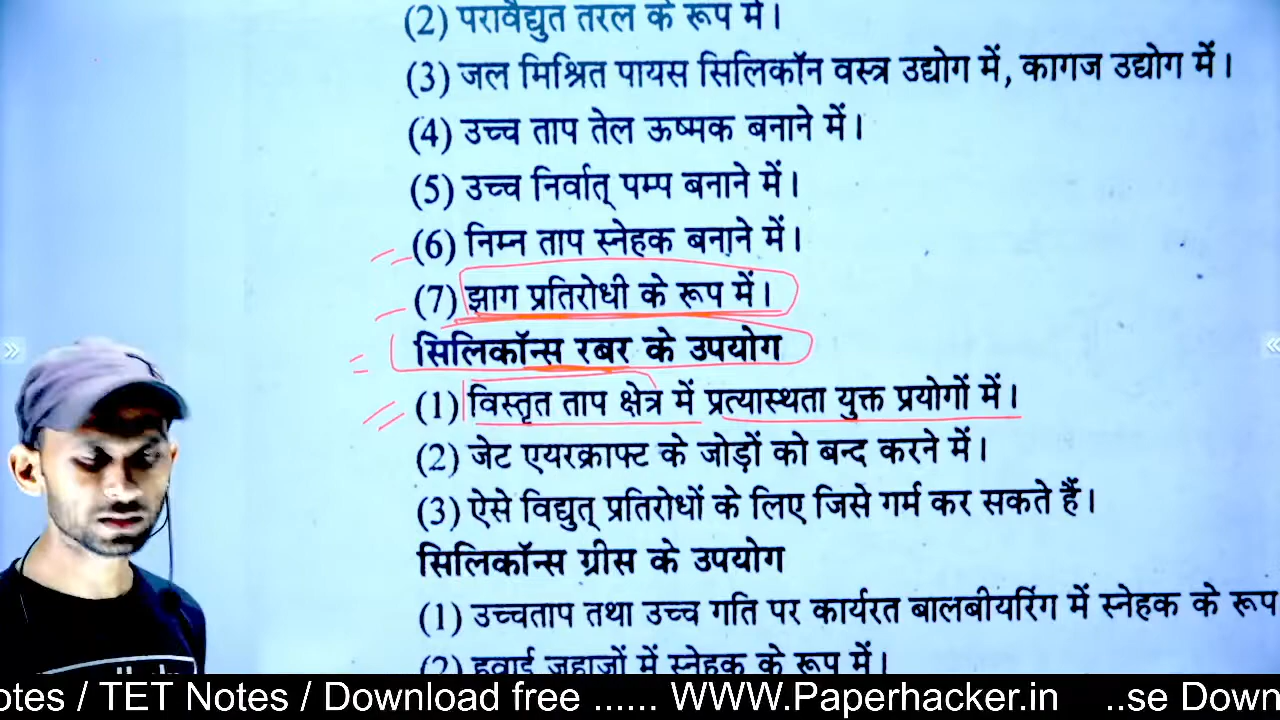 (2) परावैद्युत तरल के रूप में।
(3) जल मिश्रित पायस सिलिकॉन वस्त्र उद्योग में, कागज उद्योग में।
(4) उच्च ताप तेल ऊष्मक बनाने में।
(5) उच्च निर्वात् पम्प बनाने में।
(6) निम्न ताप स्नेहक बनाने में।
(7) झाग प्रतिरोधी के रूप में।
सिलिकॉन्स रबर के उपयोग
(1) विस्तृत ताप क्षेत्र में प्रत्यास्थता युक्त प्रयोगों में।
(2) जेट एयरक्राफ्ट के जोड़ों को बन्द करने में।
(3) ऐसे विद्युत् प्रतिरोधों के लिए जिसे गर्म कर सकते हैं।
सिलिकॉन्स ग्रीस के उपयोग
(1) उच्चताप तथा उच्च गति पर कार्यरत बालबीयरिंग में स्नेहक के रूप
(2) हवाई जहाजों में स्नेहक के रूप में।
otes / TET Notes / Download free ...... WWW.Paperhacker.in ..se Down